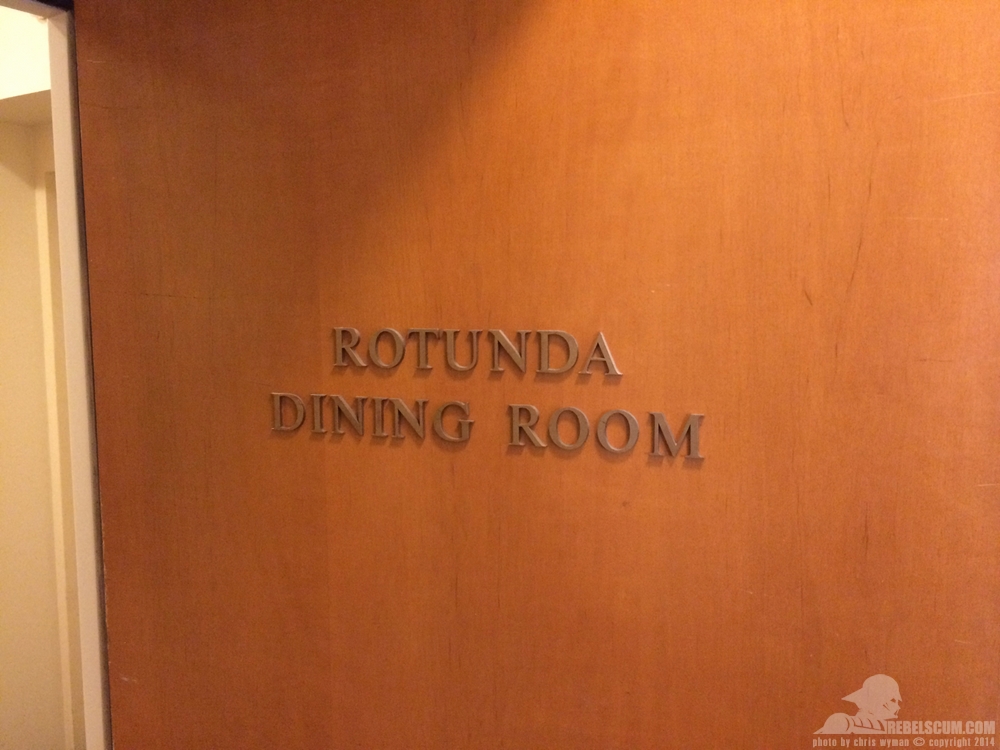 ROTUNDA
DINING ROOM
REBELSCUM.COM
photo by chris wyman © copyright 2014